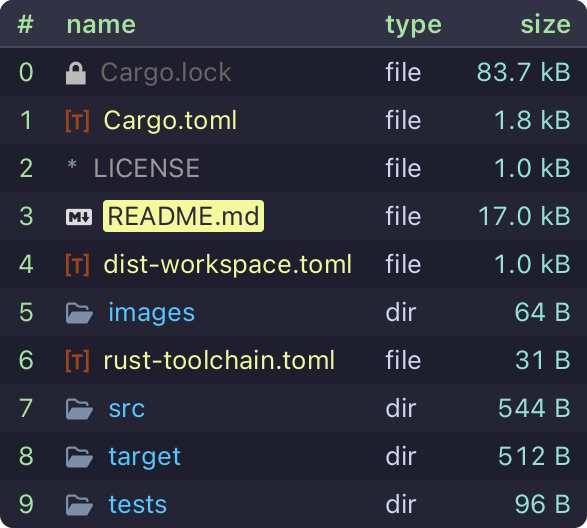 # name type size
0 Cargo.lock file 83.7 kB
1 [T] Cargo.toml file 1.8 kB
2 * LICENSE file 1.0 kB
3 M↓ README.md file 17.0 kB
4 [T] dist-workspace.toml file 1.0 kB
5 images dir 64 B
6 [T] rust-toolchain.toml file 31 B
7 src dir 544 B
8 target dir 512 B
9 tests dir 96 B